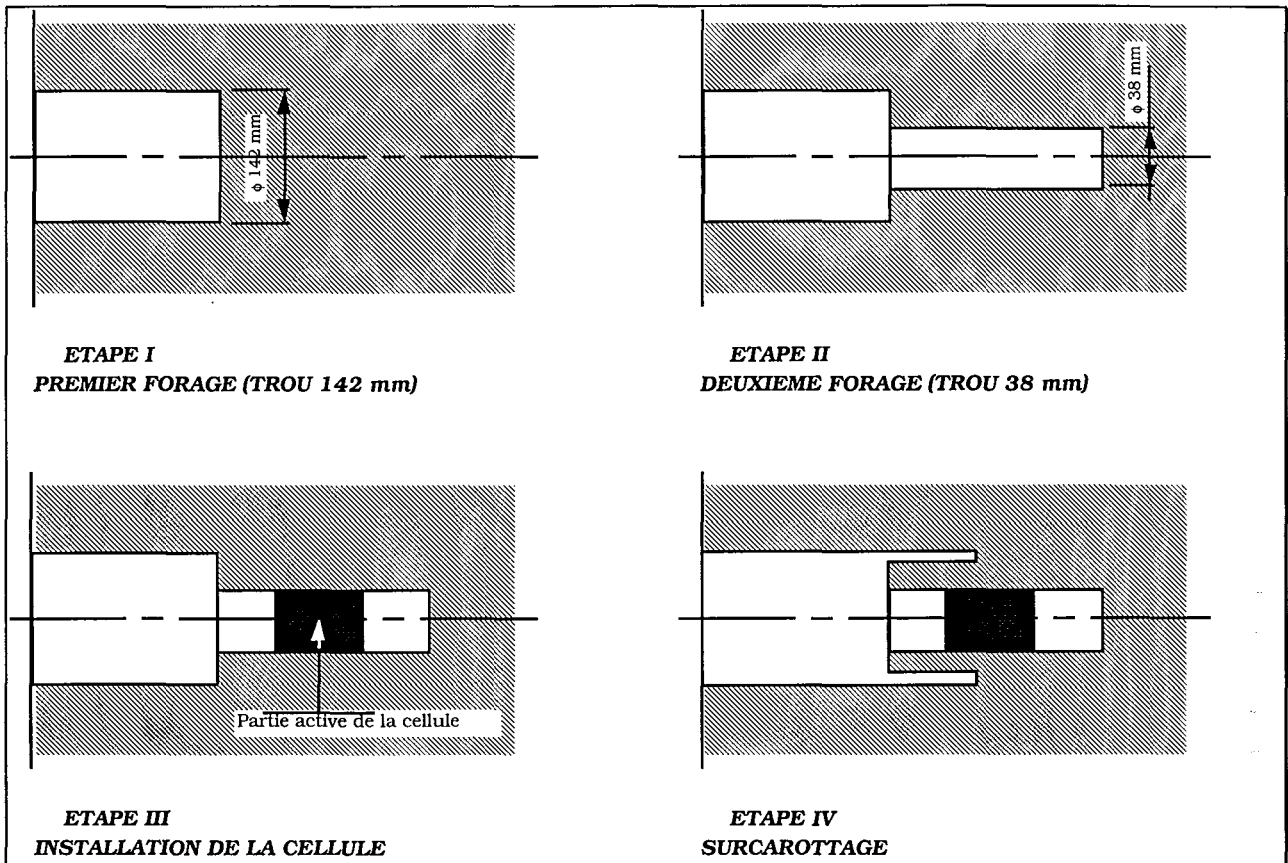 ϕ 142 mm
ETAPE I
PREMIER FORAGE (TROU 142 mm)
ϕ 38 mm
ETAPE II
DEUXIEME FORAGE (TROU 38 mm)
Partie active de la cellule
ETAPE III
INSTALLATION DE LA CELLULE
ETAPE IV
SURCAROTTAGE